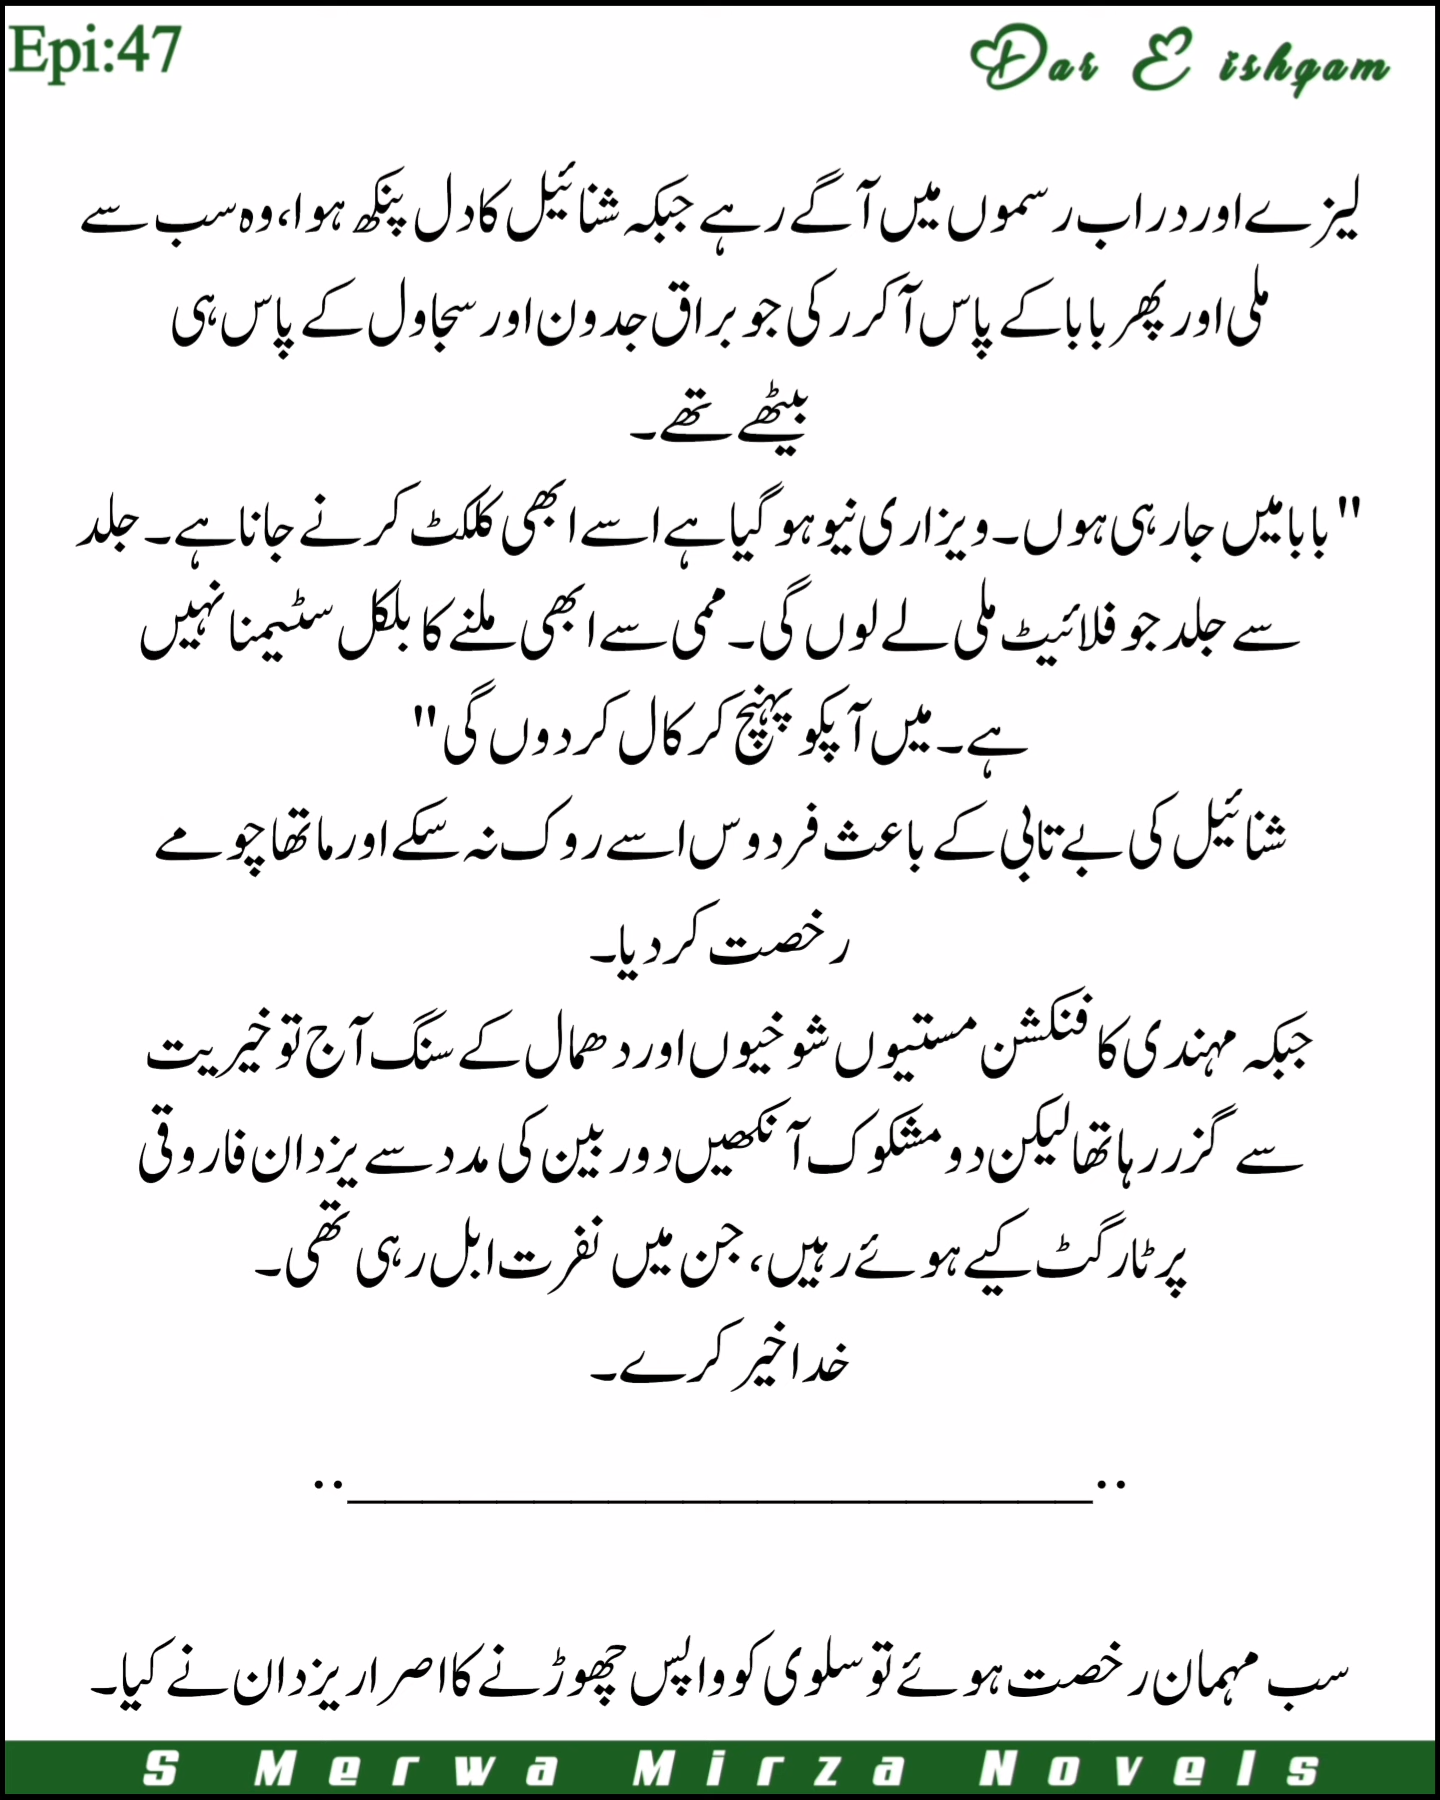 Epi:47
Dar E ishqam
لیزے اور دراب رسموں میں آگے رہے جبکہ شنائیل کا دل پنکھ ہوا، وہ سب سے
ملی اور پھر بابا کے پاس آکر رکی جو براق جدون اور سجاول کے پاس ہی
بیٹھے تھے۔
"بابا میں جا رہی ہوں۔ ویزا ری نیو ہو گیا ہے اسے ابھی کلکٹ کرنے جانا ہے۔ جلد
سے جلد جو فلائیٹ ملی لے لوں گی۔ ممی سے ابھی ملنے کا بلکل سٹیمنا نہیں
ہے۔ میں آپکو پہنچ کر کال کر دوں گی"
شنائیل کی بے تابی کے باعث فردوس اسے روک نہ سکے اور ماتھا چومے
رخصت کر دیا۔
جبکہ مہندی کا فنکشن مستیوں شوخیوں اور دھمال کے سنگ آج تو خیریت
سے گزر رہا تھا لیکن دو مشکوک آنکھیں دوربین کی مدد سے یزدان فاروقی
پر ٹارگٹ کیے ہوئے رہیں، جن میں نفرت ابل رہی تھی۔
خدا خیر کرے۔
..______________________..
سب مہمان رخصت ہوئے تو سلوی کو واپس چھوڑنے کا اصرار یزدان نے کیا۔
S Merwa Mirza Novels